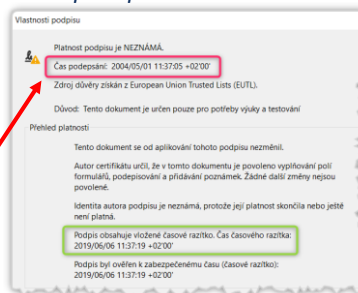 Vlastnosti podpisu
Platnost podpisu je NEZNÁMÁ.
Čas podepsání: 2004/05/01 11:37:05 +02'00'
Zdroj důvěry získán z European Union Trusted Lists (EUTL).
Důvod: Tento dokument je určen pouze pro potřeby výuky a testování
Přehled platnosti
Tento dokument se od aplikování tohoto podpisu nezměnil.
Autor certifikátu určil, že v tomto dokumentu je povoleno vyplňování polí
formulářů, podepisování a přidávání poznámek. Žádné další změny nejsou
povolené.
Identita autora podpisu je neznámá, protože její platnost skončila nebo ještě
není platná.
Podpis obsahuje vložené časové razítko. Čas časového razítka:
2019/06/06 11:37:19 +02'00'
Podpis byl ověřen k zabezpečenému času (časové razítko):
2019/06/06 11:37:19 +02'00'